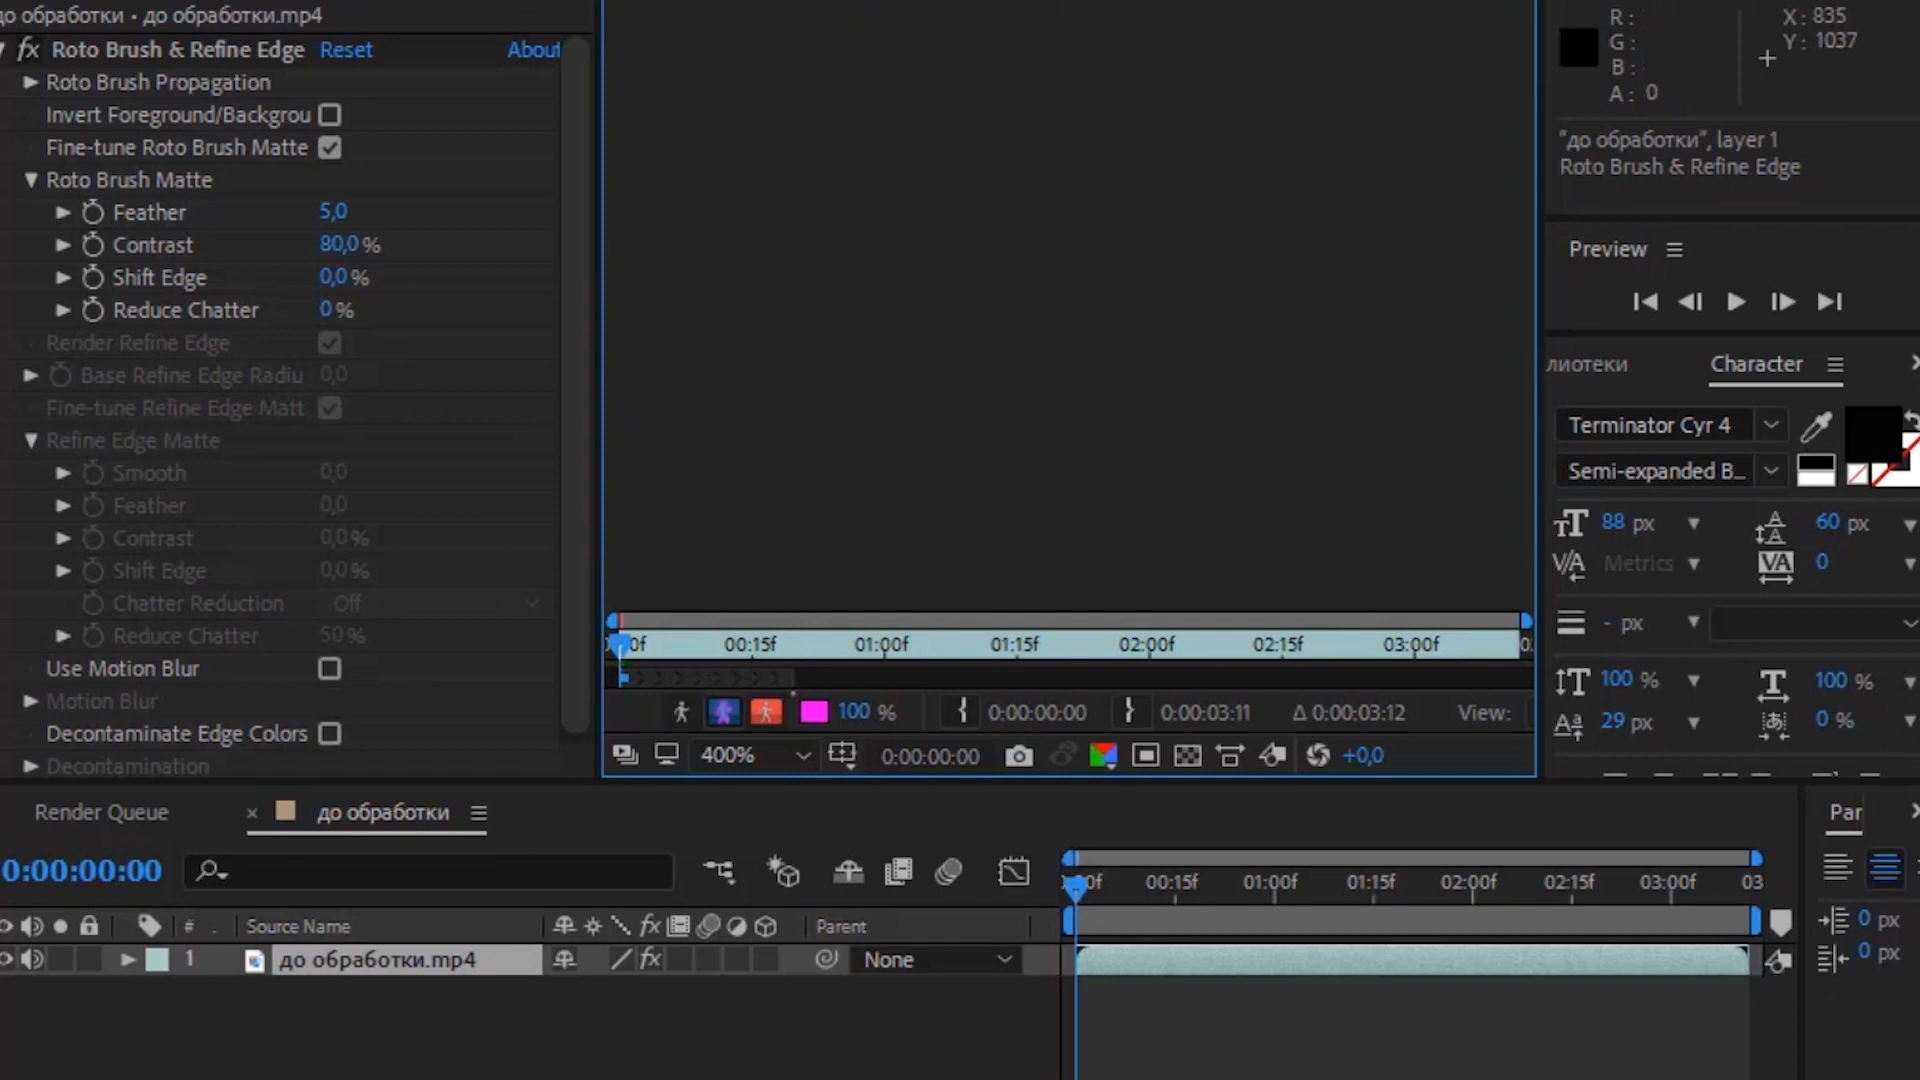 до обработки • до обработки.mp4
fx Roto Brush & Refine Edge Reset About
Roto Brush Propagation
Invert Foreground/Backgrou
Fine-tune Roto Brush Matte
Roto Brush Matte
Feather 5,0
Contrast 80,0 %
Shift Edge 0,0 %
Reduce Chatter 0 %
Render Refine Edge
Base Refine Edge Radiu 0,0
Fine-tune Refine Edge Matt
Refine Edge Matte
Smooth 0,0
Feather 0,0
Contrast 0,0 %
Shift Edge 0,0 %
Chatter Reduction Off
Reduce Chatter 50 %
Use Motion Blur
Motion Blur
Decontaminate Edge Colors
Decontamination
00:15f 01:00f 01:15f 02:00f 02:15f 03:00f
100 % { 0:00:00:00 } 0:00:03:11 Δ 0:00:03:12 View:
400% 0:00:00:00 +0,0
R:
G:
B:
A: 0
X: 835
Y: 1037
"до обработки", layer 1
Roto Brush & Refine Edge
Preview
лиотеки Character
Terminator Cyr 4
Semi-expanded B...
88 px 60 px
Metrics 0
- px
100 % 100 %
29 px 0 %
Render Queue × до обработки
0:00:00:00
00:15f 01:00f 01:15f 02:00f 02:15f 03:00f 03
# . Source Name fx Parent
1 до обработки.mp4 fx None
Par
0 px
0 px